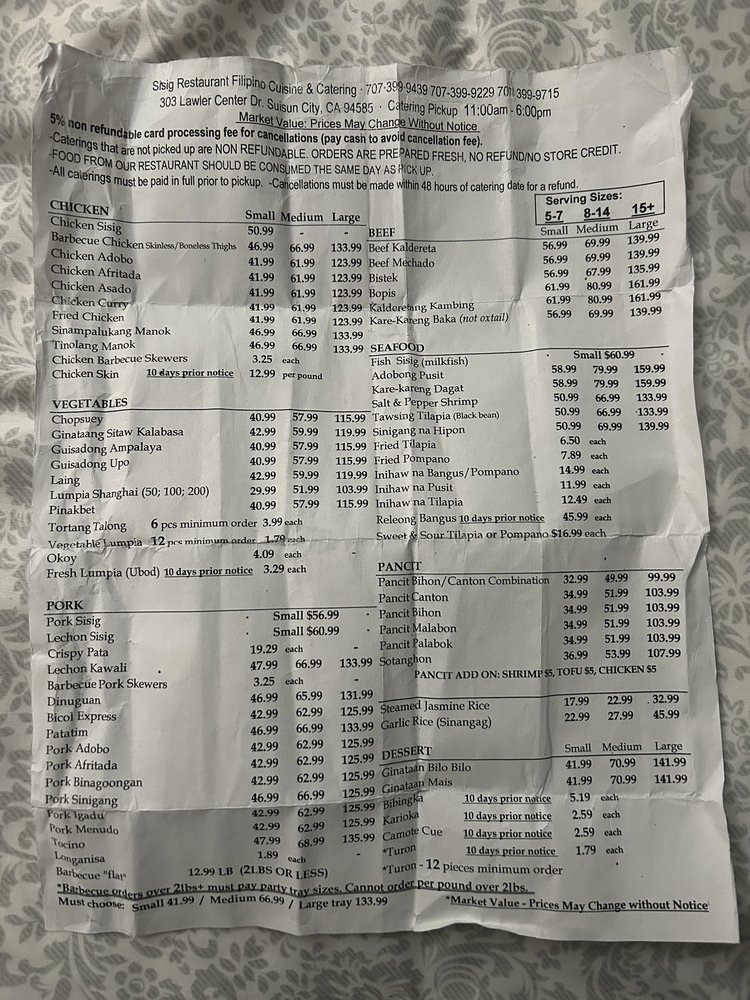 Sisig Restaurant Filipino Cuisine & Catering · 707-399-9439 707-399-9229 701 399-9715
303 Lawler Center Dr. Suisun City, CA 94585 · Catering Pickup 11:00am - 6:00pm
Market Value: Prices May Change Without Notice
5% non refundable card processing fee for cancellations (pay cash to avoid cancellation fee).
-Caterings that are not picked up are NON REFUNDABLE. ORDERS ARE PREPARED FRESH, NO REFUND/NO STORE CREDIT.
-FOOD FROM OUR RESTAURANT SHOULD BE CONSUMED THE SAME DAY AS PICK UP.
-All caterings must be paid in full prior to pickup. -Cancellations must be made within 48 hours of catering date for a refund.
CHICKEN Small Medium Large
Chicken Sisig 50.99 - -
Barbecue Chicken Skinless/Boneless Thighs 46.99 66.99 133.99
Chicken Adobo 41.99 61.99 123.99
Chicken Afritada 41.99 61.99 123.99
Chicken Asado 41.99 61.99 123.99
Chicken Curry 41.99 61.99 123.99
Fried Chicken 41.99 61.99 123.99
Sinampalukang Manok 46.99 66.99 133.99
Tinolang Manok 46.99 66.99 133.99
Chicken Barbecue Skewers 3.25 each
Chicken Skin 10 days prior notice 12.99 per pound
VEGETABLES
Chopsuey 40.99 57.99 115.99
Ginataang Sitaw Kalabasa 42.99 59.99 119.99
Guisadong Ampalaya 40.99 57.99 115.99
Guisadong Upo 40.99 57.99 115.99
Laing 42.99 59.99 119.99
Lumpia Shanghai (50; 100; 200) 29.99 51.99 103.99
Pinakbet 40.99 57.99 115.99
Tortang Talong 6 pcs minimum order 3.99 each
Vegetable Lumpia 12 pcs minimum order 1.79 each
Okoy 4.09 each -
Fresh Lumpia (Ubod) 10 days prior notice 3.29 each
PORK
Pork Sisig · Small $56.99 ·
Lechon Sisig · Small $60.99 ·
Crispy Pata 19.29 each -
Lechon Kawali 47.99 66.99 133.99
Barbecue Pork Skewers 3.25 each -
Dinuguan 46.99 65.99 131.99
Bicol Express 42.99 62.99 125.99
Patatim 46.99 66.99 133.99
Pork Adobo 42.99 62.99 125.99
Pork Afritada 42.99 62.99 125.99
Pork Binagoongan 42.99 62.99 125.99
Pork Sinigang 46.99 66.99 133.99
Pork Igadu 42.99 62.99 125.99
Pork Menudo 42.99 62.99 125.99
Tocino 47.99 68.99 135.99
Longanisa 1.89 each -
Barbecue "flat" 12.99 LB (2LBS OR LESS)
*Barbecue orders over 2lbs+ must pay party tray sizes. Cannot order per pound over 2lbs.
Must choose: Small 41.99 / Medium 66.99 / Large tray 133.99
Serving Sizes:
5-7 8-14 15+
BEEF Small Medium Large
Beef Kaldereta 56.99 69.99 139.99
Beef Mechado 56.99 69.99 139.99
Bistek 56.99 67.99 135.99
Bopis 61.99 80.99 161.99
Kalderetang Kambing 61.99 80.99 161.99
Kare-Kareng Baka (not oxtail) 56.99 69.99 139.99
SEAFOOD
Fish Sisig (milkfish) · Small $60.99 ·
Adobong Pusit 58.99 79.99 159.99
Kare-kareng Dagat 58.99 79.99 159.99
Salt & Pepper Shrimp 50.99 66.99 133.99
Tawsing Tilapia (Black bean) 50.99 66.99 133.99
Sinigang na Hipon 50.99 69.99 139.99
Fried Tilapia 6.50 each
Fried Pompano 7.89 each
Inihaw na Bangus/Pompano 14.99 each
Inihaw na Pusit 11.99 each
Inihaw na Tilapia 12.49 each
Releong Bangus 10 days prior notice 45.99 each
Sweet & Sour Tilapia or Pompano $16.99 each
PANCIT
Pancit Bihon/Canton Combination 32.99 49.99 99.99
Pancit Canton 34.99 51.99 103.99
Pancit Bihon 34.99 51.99 103.99
Pancit Malabon 34.99 51.99 103.99
Pancit Palabok 34.99 51.99 103.99
Sotanghon 36.99 53.99 107.99
PANCIT ADD ON: SHRIMP $5, TOFU $5, CHICKEN $5
Steamed Jasmine Rice 17.99 22.99 32.99
Garlic Rice (Sinangag) 22.99 27.99 45.99
DESSERT Small Medium Large
Ginataan Bilo Bilo 41.99 70.99 141.99
Ginataan Mais 41.99 70.99 141.99
Bibingka 10 days prior notice 5.19 each
Karioka 10 days prior notice 2.59 each
Camote Cue 10 days prior notice 2.59 each
*Turon 10 days prior notice 1.79 each
*Turon - 12 pieces minimum order
*Market Value - Prices May Change without Notice